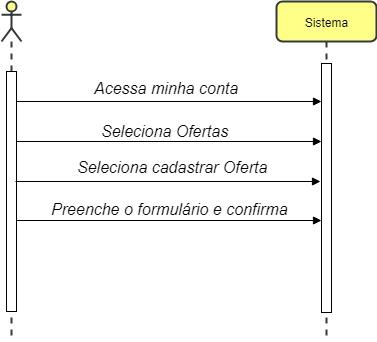 Sistema
Acessa minha conta
Seleciona Ofertas
Seleciona cadastrar Oferta
Preenche o formulário e confirma